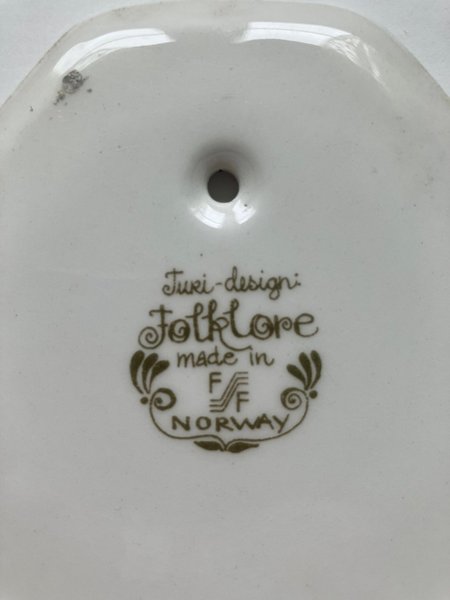 Turi-design:
Folklore
made in
F
F
NORWAY